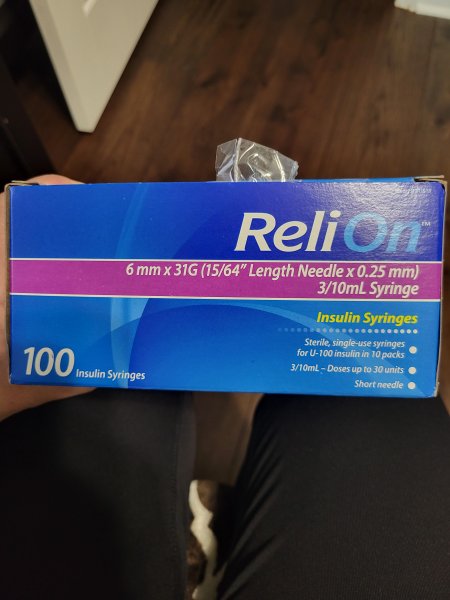 ReliOn™
6 mm x 31G (15/64" Length Needle x 0.25 mm)
3/10mL Syringe
Insulin Syringes
Sterile, single-use syringes
for U-100 insulin in 10 packs
3/10mL – Doses up to 30 units
Short needle
100 Insulin Syringes